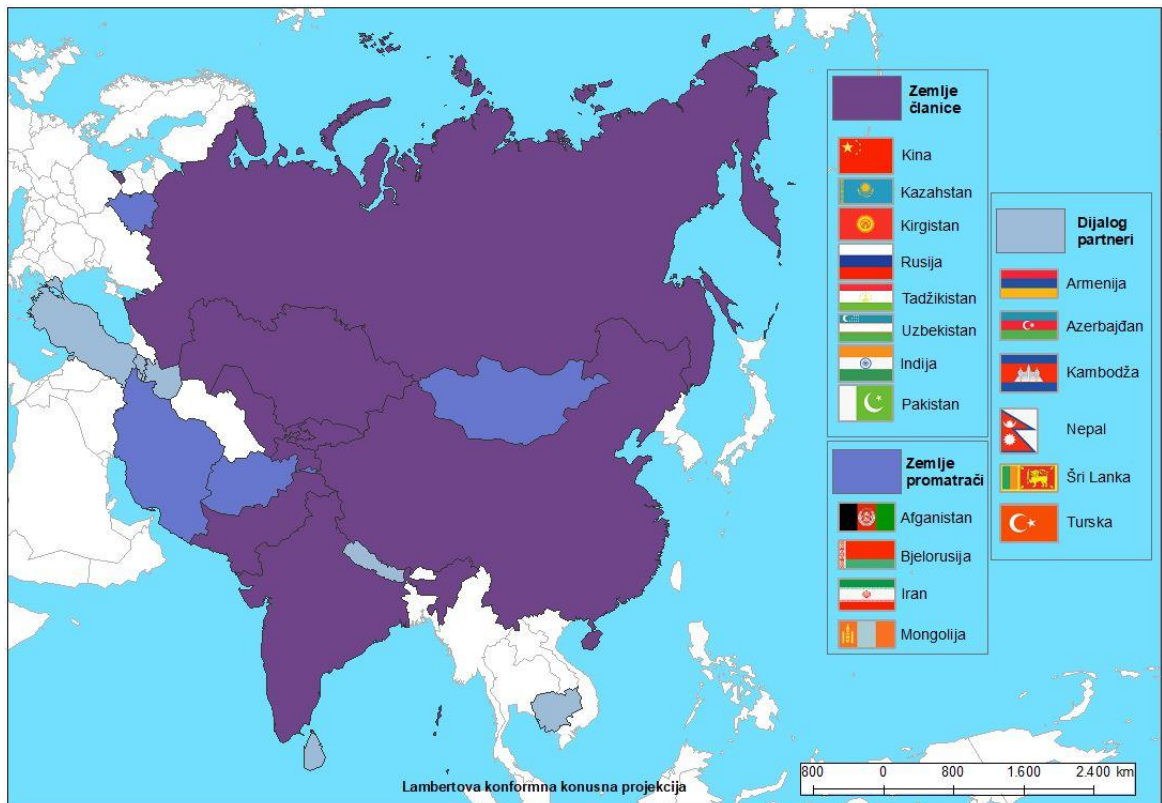 Zemlje
članice
Kina
Kazahstan
Kirgistan
Rusija
Tadžikistan
Uzbekistan
Indija
Pakistan
Zemlje
promatrači
Afganistan
Bjelorusija
Iran
Mongolija
Dijalog
partneri
Armenija
Azerbajđan
Kambodža
Nepal
Šri Lanka
Turska
Lambertova konformna konusna projekcija
800 0 800 1.600 2.400 km